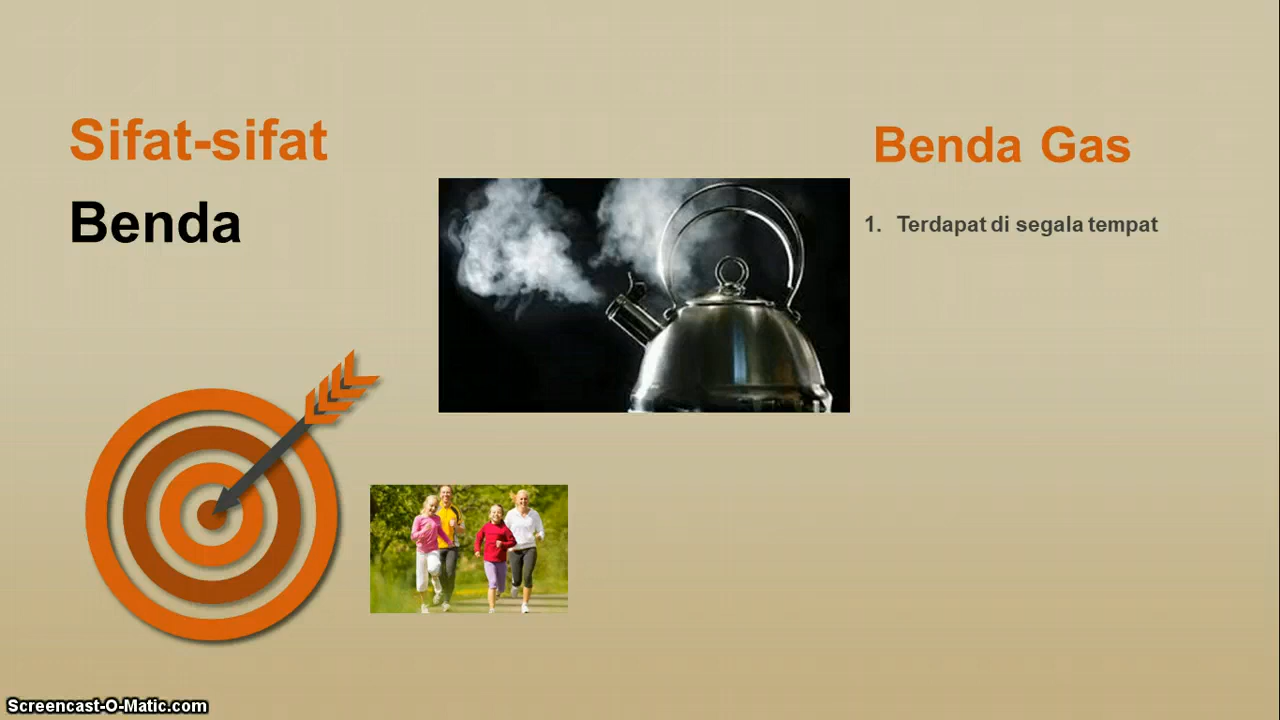 Sifat-sifat
Benda
Benda Gas
1. Terdapat di segala tempat
Screencast-O-Matic.com